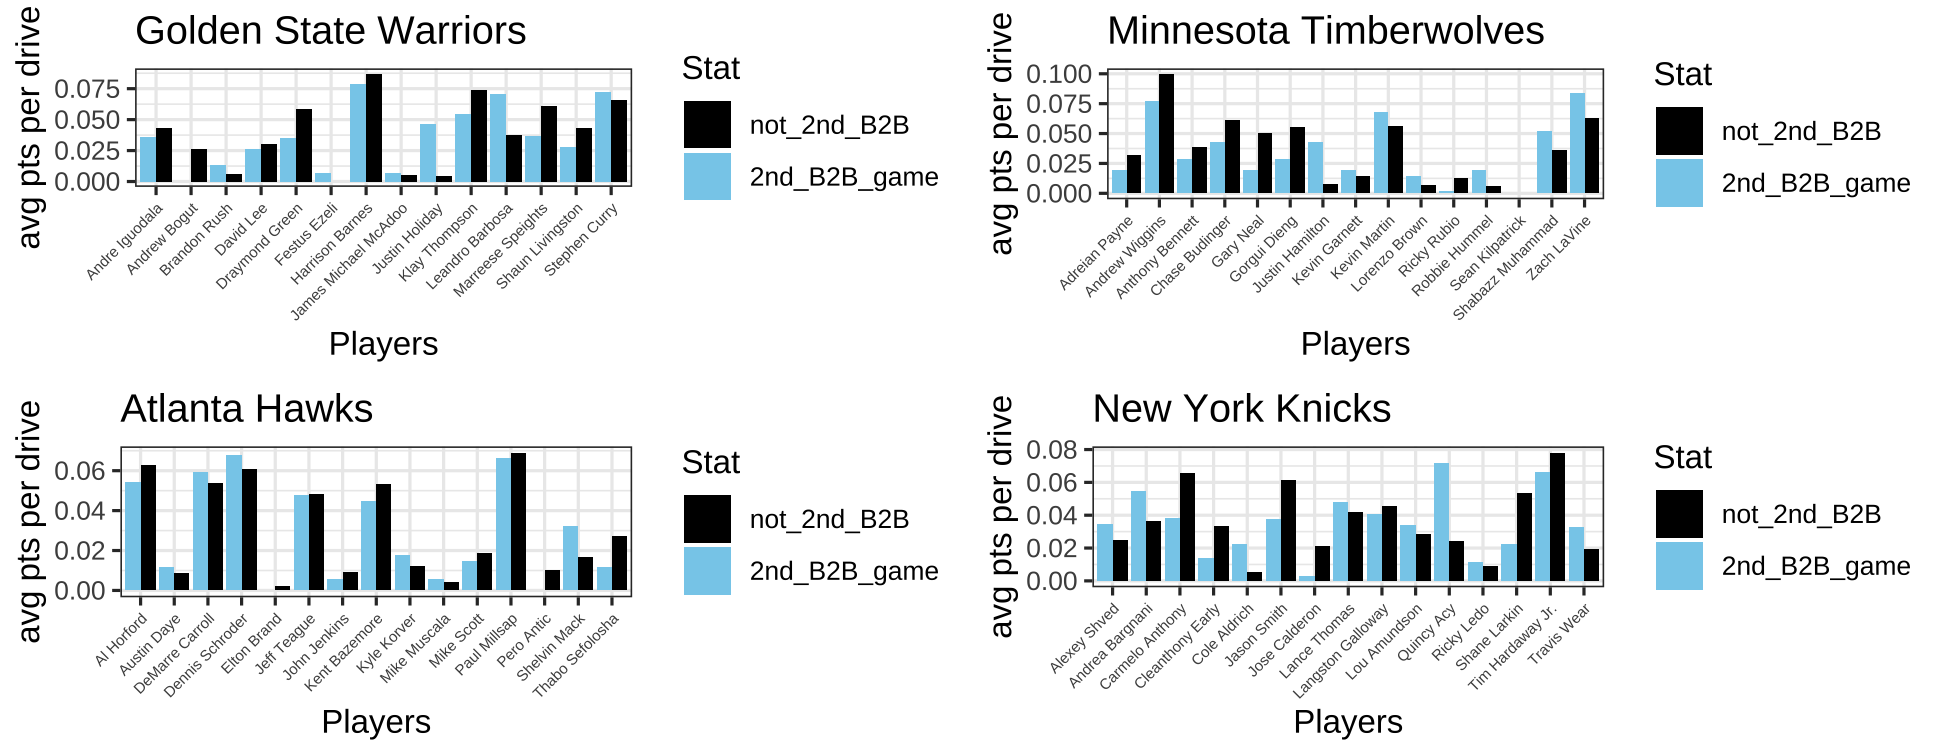 Golden State Warriors
avg pts per drive
0.075
0.050
0.025
0.000
Andre Iguodala
Andrew Bogut
Brandon Rush
David Lee
Draymond Green
Festus Ezeli
Harrison Barnes
James Michael McAdoo
Justin Holiday
Klay Thompson
Leandro Barbosa
Marreese Speights
Shaun Livingston
Stephen Curry
Players
Stat
not_2nd_B2B
2nd_B2B_game
Minnesota Timberwolves
avg pts per drive
0.100
0.075
0.050
0.025
0.000
Adreian Payne
Andrew Wiggins
Anthony Bennett
Chase Budinger
Gary Neal
Gorgui Dieng
Justin Hamilton
Kevin Garnett
Kevin Martin
Lorenzo Brown
Ricky Rubio
Robbie Hummel
Sean Kilpatrick
Shabazz Muhammad
Zach LaVine
Players
Stat
not_2nd_B2B
2nd_B2B_game
Atlanta Hawks
avg pts per drive
0.06
0.04
0.02
0.00
Al Horford
Austin Daye
DeMarre Carroll
Dennis Schroder
Elton Brand
Jeff Teague
John Jenkins
Kent Bazemore
Kyle Korver
Mike Muscala
Mike Scott
Paul Millsap
Pero Antic
Shelvin Mack
Thabo Sefolosha
Players
Stat
not_2nd_B2B
2nd_B2B_game
New York Knicks
avg pts per drive
0.08
0.06
0.04
0.02
0.00
Alexey Shved
Andrea Bargnani
Carmelo Anthony
Cleanthony Early
Cole Aldrich
Jason Smith
Jose Calderon
Lance Thomas
Langston Galloway
Lou Amundson
Quincy Acy
Ricky Ledo
Shane Larkin
Tim Hardaway Jr.
Travis Wear
Players
Stat
not_2nd_B2B
2nd_B2B_game